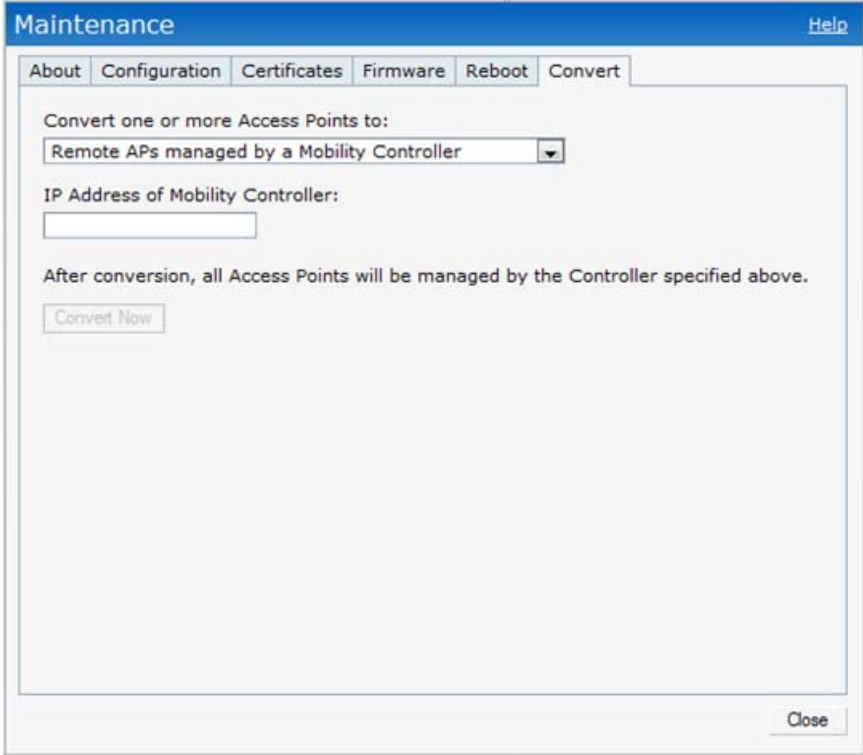 Maintenance
Help
About Configuration Certificates Firmware Reboot Convert
Convert one or more Access Points to:
Remote APs managed by a Mobility Controller
IP Address of Mobility Controller:
After conversion, all Access Points will be managed by the Controller specified above.
Convert Now
Close